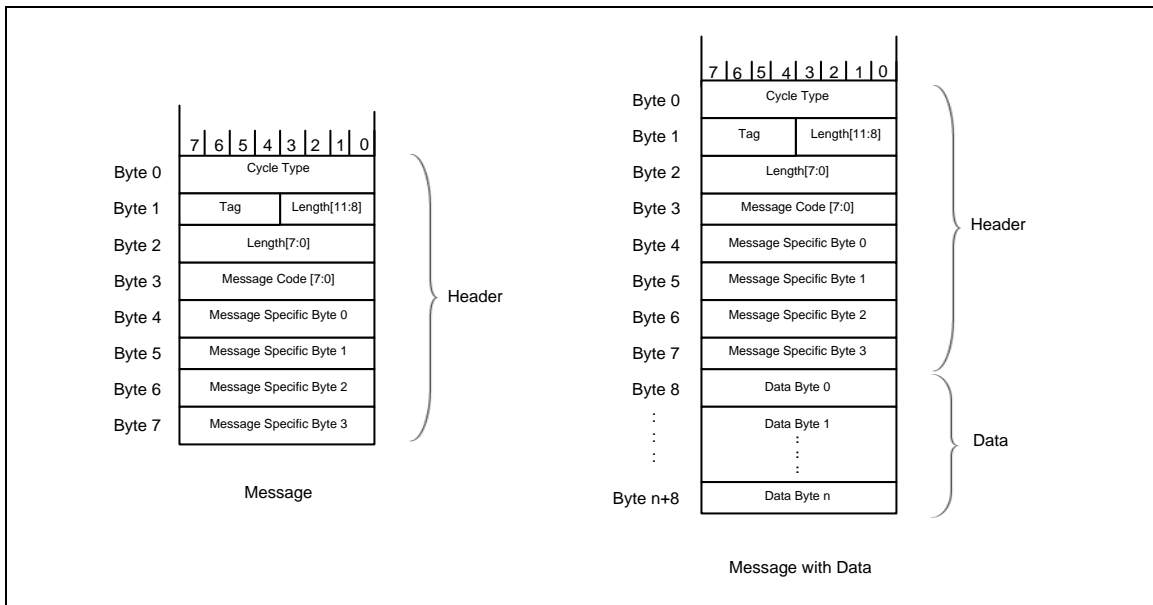 7 6 5 4 3 2 1 0
Byte 0 Cycle Type
Byte 1 Tag Length[11:8]
Byte 2 Length[7:0]
Byte 3 Message Code [7:0]
Byte 4 Message Specific Byte 0
Byte 5 Message Specific Byte 1
Byte 6 Message Specific Byte 2
Byte 7 Message Specific Byte 3
Header
Message
7 6 5 4 3 2 1 0
Byte 0 Cycle Type
Byte 1 Tag Length[11:8]
Byte 2 Length[7:0]
Byte 3 Message Code [7:0]
Byte 4 Message Specific Byte 0
Byte 5 Message Specific Byte 1
Byte 6 Message Specific Byte 2
Byte 7 Message Specific Byte 3
Header
Byte 8 Data Byte 0
Data Byte 1
Byte n+8 Data Byte n
Data
Message with Data